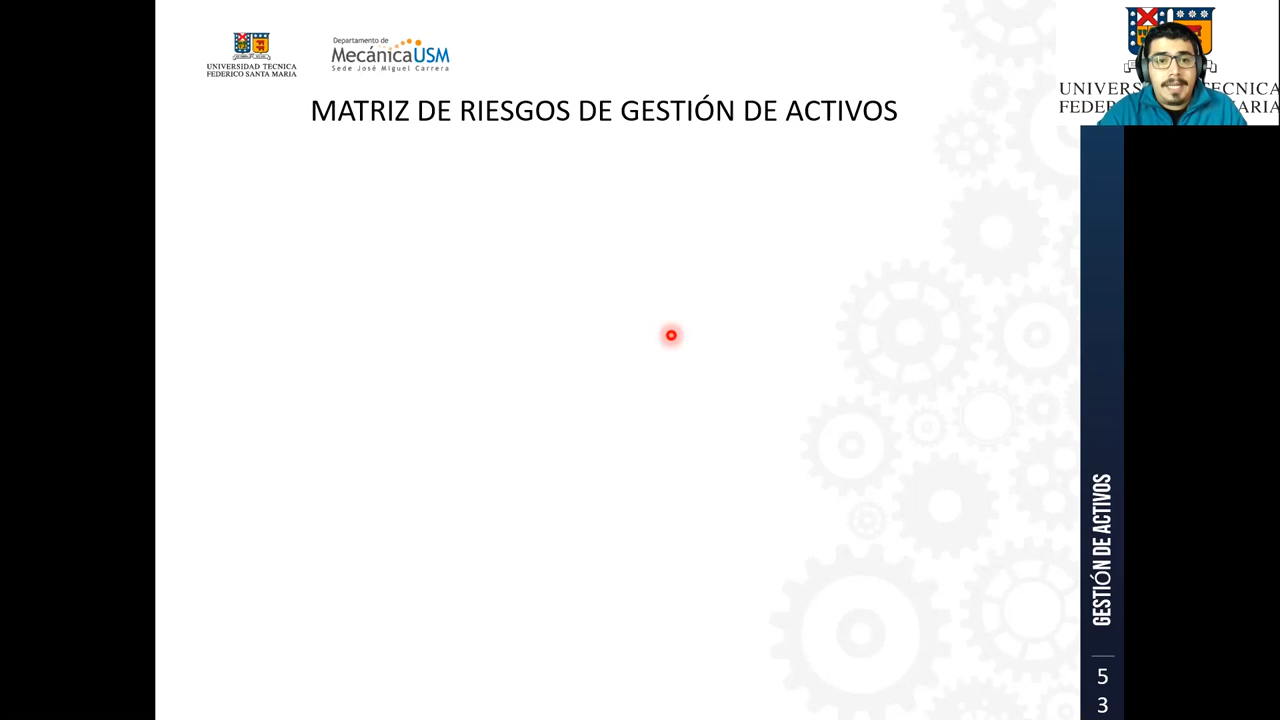 UNIVERSIDAD TECNICA
FEDERICO SANTA MARIA
Departamento de
MecánicaUSM
Sede José Miguel Carrera
MATRIZ DE RIESGOS DE GESTIÓN DE ACTIVOS
GESTIÓN DE ACTIVOS
5
3